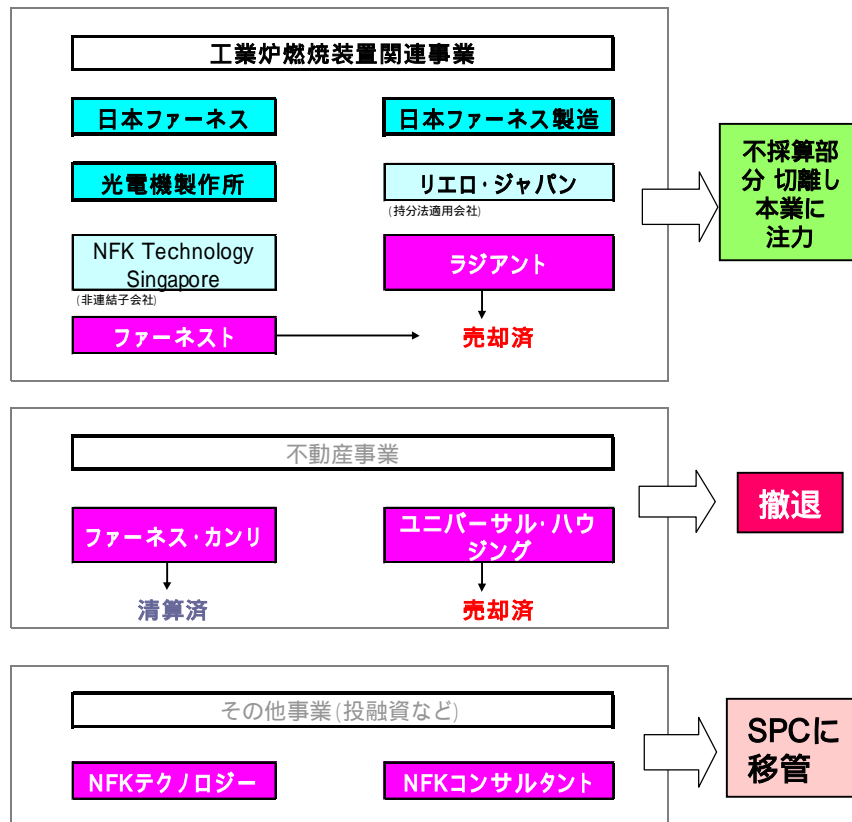 工業炉燃焼装置関連事業
日本ファーネス
日本ファーネス製造
光電機製作所
リエロ・ジャパン
(持分法適用会社)
NFK Technology
Singapore
(非連結子会社)
ラジアント
ファーネスト
売却済
不採算部
分 切離し
本業に
注力
不動産事業
ファーネス・カンリ
ユニバーサル・ハウ
ジング
清算済
売却済
撤退
その他事業(投融資など)
NFKテクノロジー
NFKコンサルタント
SPCに
移管